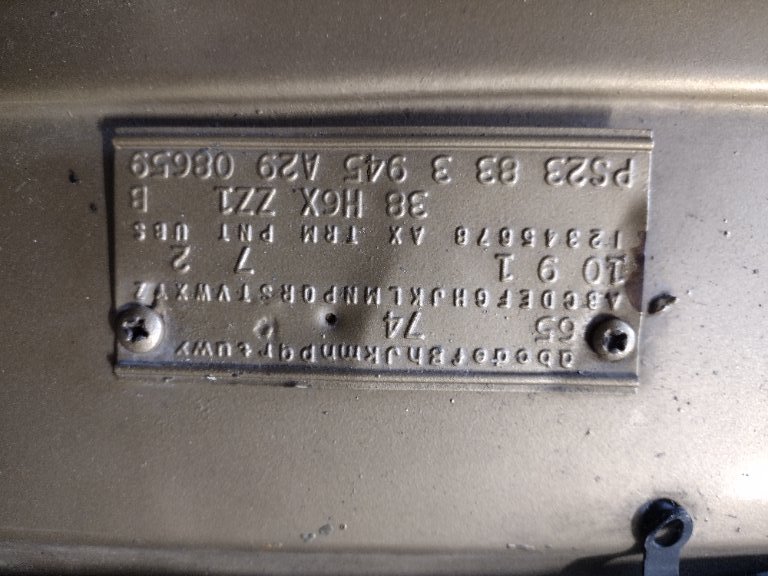 abcdefghJkmnpqrtuwx
65 74
ABCDEFGHJKLMNPQRSTVWXYZ
10 9 1 7 2
12345678 AX TRM PNT UBS
38 H6X ZZ1 B
PS23 83 3 945 A29 08659